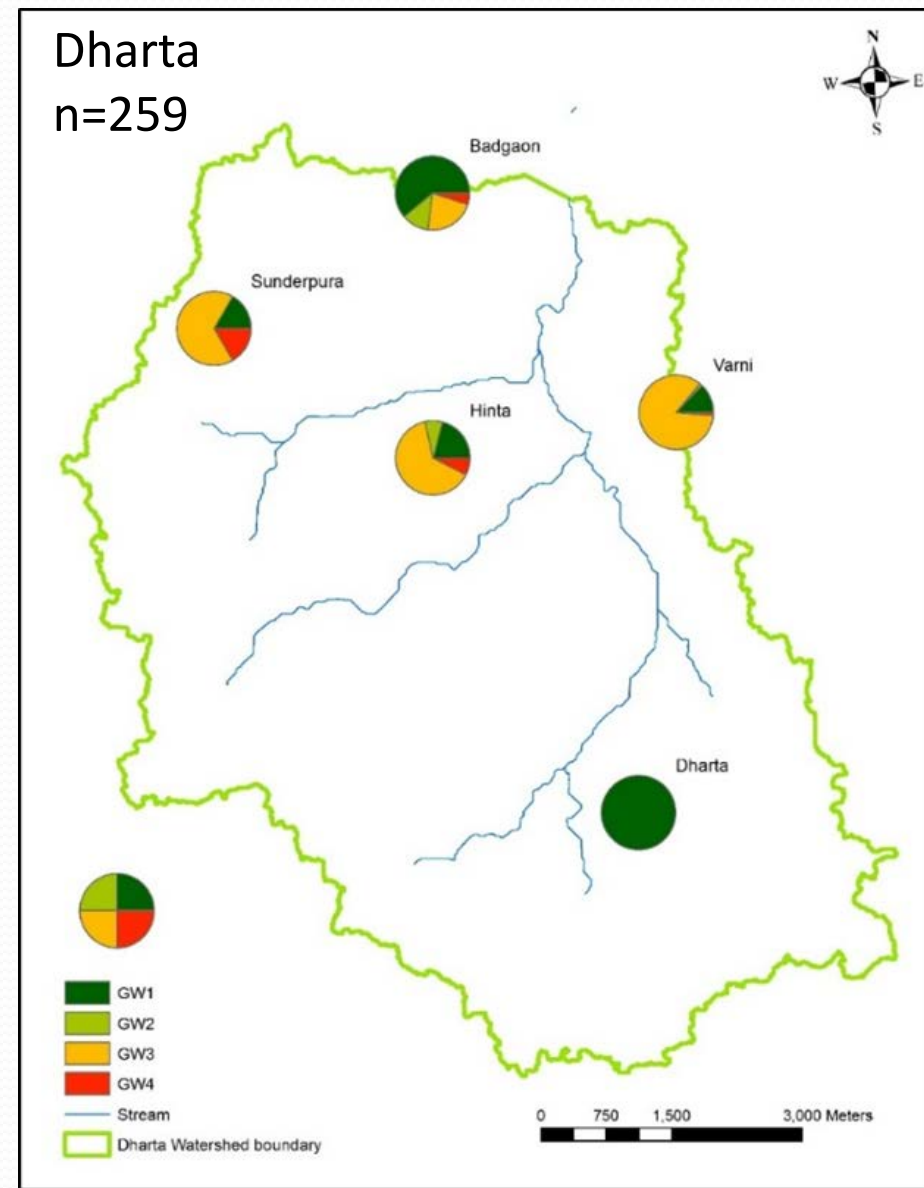 Dharta
n=259
N
W E
S
Badgaon
Sunderpura
Varni
Hinta
Dharta
GW1
GW2
GW3
GW4
Stream
Dharta Watershed boundary
0 750 1,500 3,000 Meters